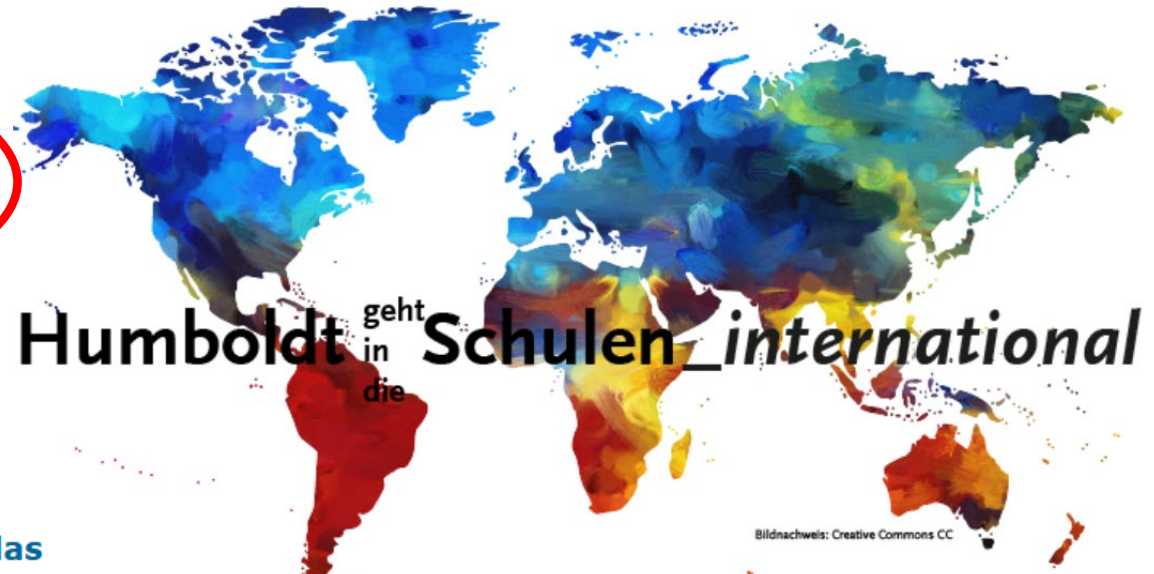 Humboldt geht in die Schulen_international
Bildnachweis: Creative Commons CC